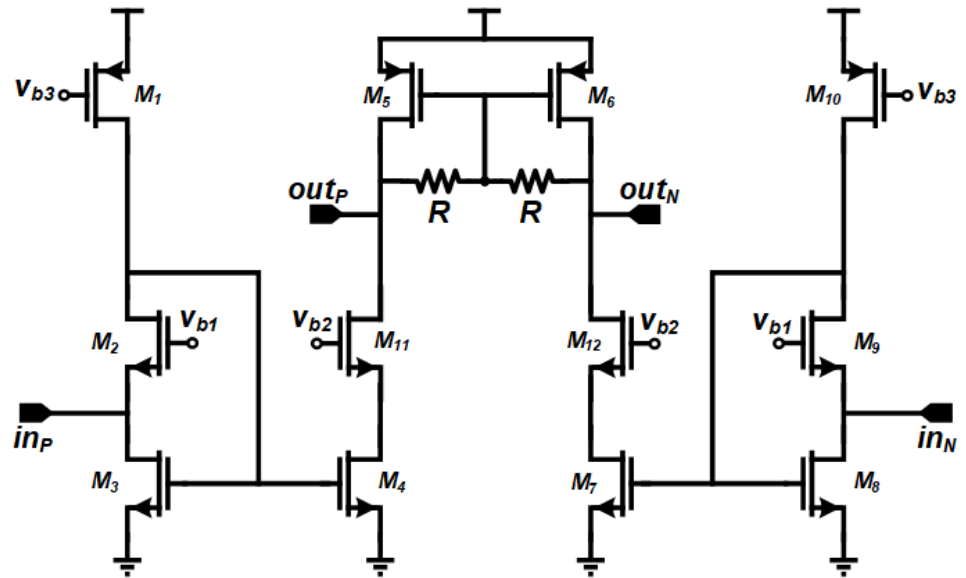 v_b3 M_1 M_5 M_6 M_10 v_b3
out_P R R out_N
M_2 v_b1 v_b2 M_11 M_12 v_b2 v_b1 M_9
in_P in_N
M_3 M_4 M_7 M_8